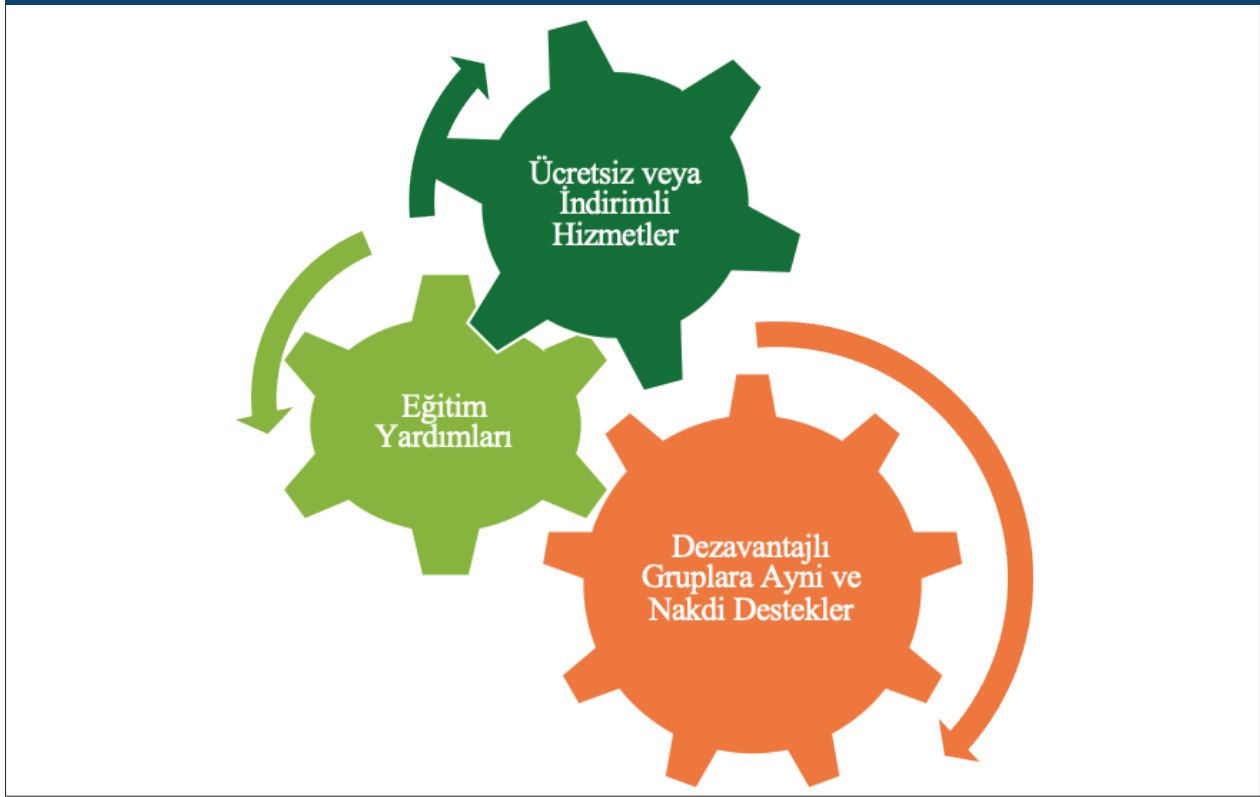 Ücretsiz veya
İndirimli
Hizmetler
Eğitim
Yardımları
Dezavantajlı
Gruplara Ayni ve
Nakdi Destekler